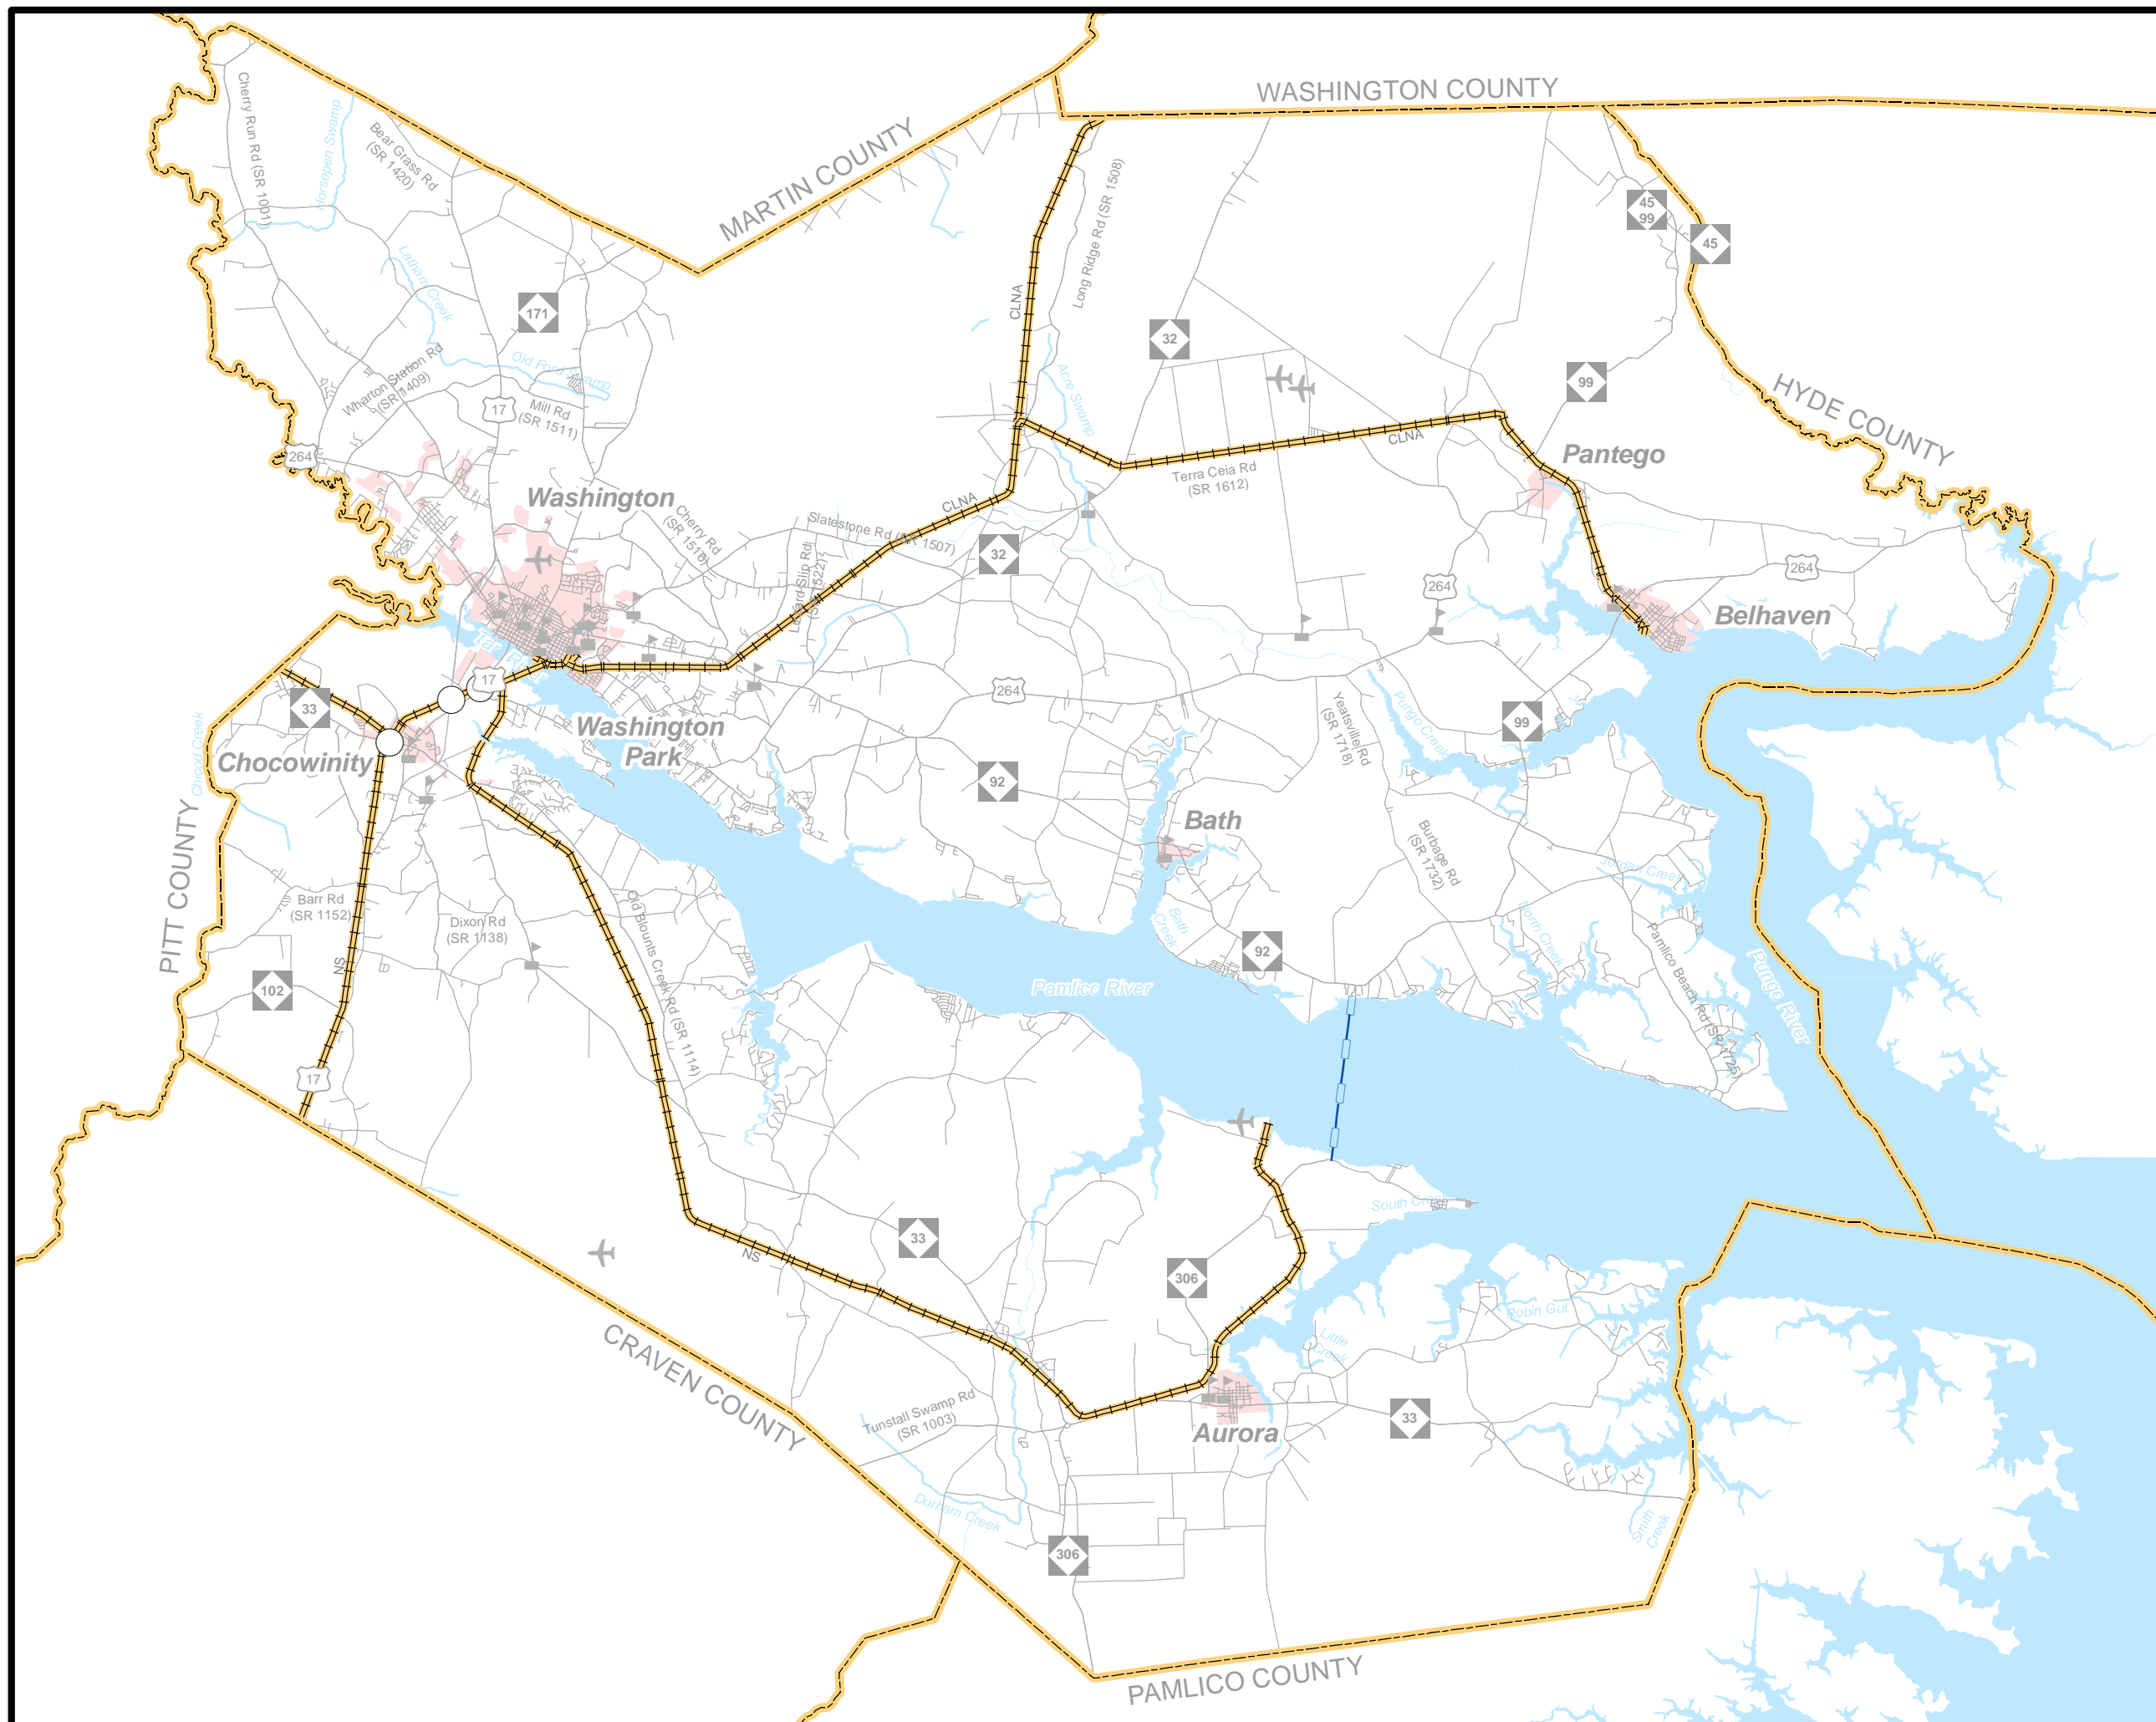 WASHINGTON COUNTY
MARTIN COUNTY
Cherry Run Rd (SR 1001)
Horsepen Swamp
Bear Grass Rd
(SR 1420)
Long Ridge Rd (SR 1508)
45
99
45
Latham Creek
171
CLNA
32
99
HYDE COUNTY
Wharton Station Rd
(SR 1409)
Old Ford Swamp
17
Mill Rd
(SR 1511)
Acre Swamp
CLNA
Pantego
264
Terra Ceia Rd
(SR 1612)
Washington
Cherry Rd
(SR 1516)
CLNA
Slatestone Rd (SR 1507)
32
264
264
Belhaven
Tar River
17
33
264
Yeatsville Rd
(SR 1718)
Pungo Creek
99
Chicod Creek
Chocowinity
Washington
Park
92
Bath
Burbage Rd
(SR 1732)
Jordan Creek
PITT COUNTY
Barr Rd
(SR 1152)
Dixon Rd
(SR 1138)
Old Blounts Creek Rd (SR 1114)
Bath
Creek
92
North Creek
Pamlico Beach Rd (SR 1725)
Pungo River
NS
102
Pamlico River
17
South Creek
33
NS
306
Robin Gut
Little
Creek
CRAVEN COUNTY
Tunstall Swamp Rd
(SR 1003)
Aurora
33
Durham Creek
Smith
Creek
306
PAMLICO COUNTY